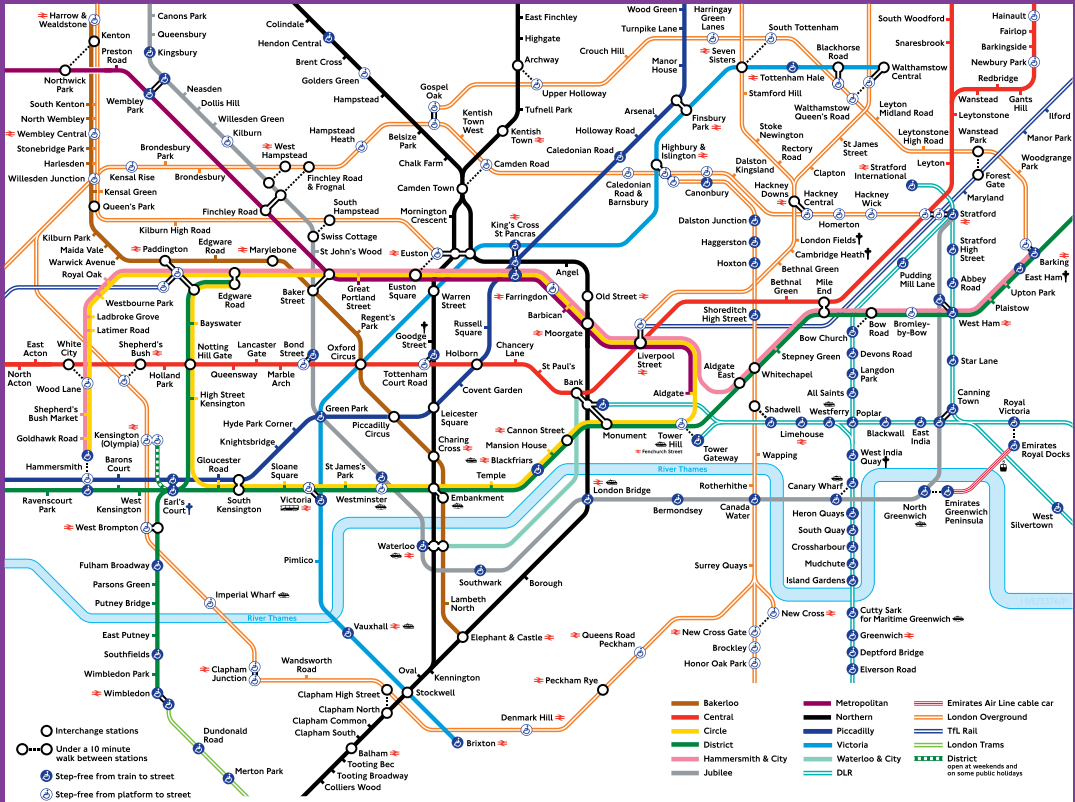 Harrow &
Wealdstone
Kenton
Preston
Road
Northwick
Park
South Kenton
North Wembley
Wembley Central
Stonebridge Park
Harlesden
Willesden Junction
Kensal Green
Queen's Park
Canons Park
Queensbury
Kingsbury
Wembley
Park
Neasden
Dollis Hill
Willesden Green
Kilburn
West
Hampstead
Brondesbury
Park
Kensal Rise
Brondesbury
Finchley Road
& Frognal
Finchley Road
South
Hampstead
Kilburn High Road
Swiss Cottage
St John's Wood
Colindale
Hendon Central
Brent Cross
Golders Green
Hampstead
Hampstead
Heath
Belsize
Park
Chalk Farm
Camden Town
Mornington
Crescent
East Finchley
Highgate
Archway
Upper Holloway
Tufnell Park
Gospel
Oak
Kentish
Town
West
Kentish
Town
Camden Road
Crouch Hill
Wood Green
Turnpike Lane
Harringay
Green
Lanes
Manor
House
Arsenal
Holloway Road
Caledonian Road
Finsbury
Park
Highbury &
Islington
Caledonian
Road &
Barnsbury
Canonbury
South Tottenham
Seven
Sisters
Tottenham Hale
Blackhorse
Road
Walthamstow
Central
Walthamstow
Queen's Road
Stamford Hill
Stoke
Newington
Rectory
Road
Dalston
Kingsland
Clapton
St James
Street
Leyton
Midland Road
Leytonstone
High Road
Hackney
Downs
Hackney
Central
Hackney
Wick
Homerton
London Fields
Cambridge Heath
South Woodford
Snaresbrook
Hainault
Fairlop
Barkingside
Newbury Park
Redbridge
Wanstead
Gants
Hill
Leytonstone
Wanstead
Park
Leyton
Ilford
Manor Park
Woodgrange
Park
Forest
Gate
Maryland
Stratford
International
Stratford
Stratford
High
Street
Abbey
Road
West Ham
Pudding
Mill Lane
Barking
East Ham
Upton Park
Plaistow
Kilburn Park
Maida Vale
Warwick Avenue
Royal Oak
Paddington
Edgware
Road
Marylebone
Westbourne Park
Ladbroke Grove
Latimer Road
Edgware
Road
Baker
Street
Great
Portland
Street
Euston
Square
Euston
King's Cross
St Pancras
Warren
Street
Regent's
Park
Goodge
Street
Russell
Square
Angel
Old Street
Farringdon
Barbican
Moorgate
Dalston Junction
Haggerston
Hoxton
Shoreditch
High Street
Bethnal Green
Bethnal
Green
Mile
End
Bow
Road
Bromley-
by-Bow
Bow Church
Devons Road
Langdon
Park
All Saints
Star Lane
Canning
Town
East
Acton
North
Acton
White
City
Wood Lane
Shepherd's
Bush
Holland
Park
Notting
Hill Gate
Bayswater
Lancaster
Gate
Queensway
Bond
Street
Marble
Arch
Oxford
Circus
Tottenham
Court Road
Holborn
Chancery
Lane
St Paul's
Liverpool
Street
Bank
Aldgate
Aldgate
East
Whitechapel
Stepney Green
Shepherd's
Bush Market
Goldhawk Road
Hammersmith
Kensington
(Olympia)
High Street
Kensington
Hyde Park Corner
Knightsbridge
Green Park
Piccadilly
Circus
Covent Garden
Leicester
Square
Charing
Cross
Cannon Street
Mansion House
Blackfriars
Temple
Monument
Tower
Hill
Fenchurch Street
Tower
Gateway
Shadwell
Limehouse
Westferry
Poplar
Blackwall
East
India
Royal
Victoria
Emirates
Royal Docks
Wapping
West India
Quay
Canary Wharf
Ravenscourt
Park
Barons
Court
West
Kensington
Earl's
Court
Gloucester
Road
South
Kensington
Sloane
Square
Victoria
St James's
Park
Westminster
Embankment
Waterloo
Southwark
London Bridge
Bermondsey
River Thames
Rotherhithe
Canada
Water
Heron Quays
South Quay
Crossharbour
Mudchute
Island Gardens
North
Greenwich
Emirates
Greenwich
Peninsula
West
Silvertown
West Brompton
Fulham Broadway
Parsons Green
Putney Bridge
East Putney
Southfields
Wimbledon Park
Wimbledon
Dundonald
Road
Merton Park
Imperial Wharf
River Thames
Clapham
Junction
Wandsworth
Road
Pimlico
Vauxhall
Lambeth
North
Borough
Elephant & Castle
Oval
Kennington
Stockwell
Clapham High Street
Clapham North
Clapham Common
Clapham South
Balham
Tooting Bec
Tooting Broadway
Colliers Wood
Brixton
Denmark Hill
Peckham Rye
Queens Road
Peckham
Surrey Quays
New Cross
New Cross Gate
Brockley
Honor Oak Park
Cutty Sark
for Maritime Greenwich
Greenwich
Deptford Bridge
Elverson Road
Interchange stations
Under a 10 minute
walk between stations
Step-free from train to street
Step-free from platform to street
Bakerloo
Central
Circle
District
Hammersmith & City
Jubilee
Metropolitan
Northern
Piccadilly
Victoria
Waterloo & City
DLR
Emirates Air Line cable car
London Overground
TfL Rail
London Trams
District
open at weekends and
on some public holidays